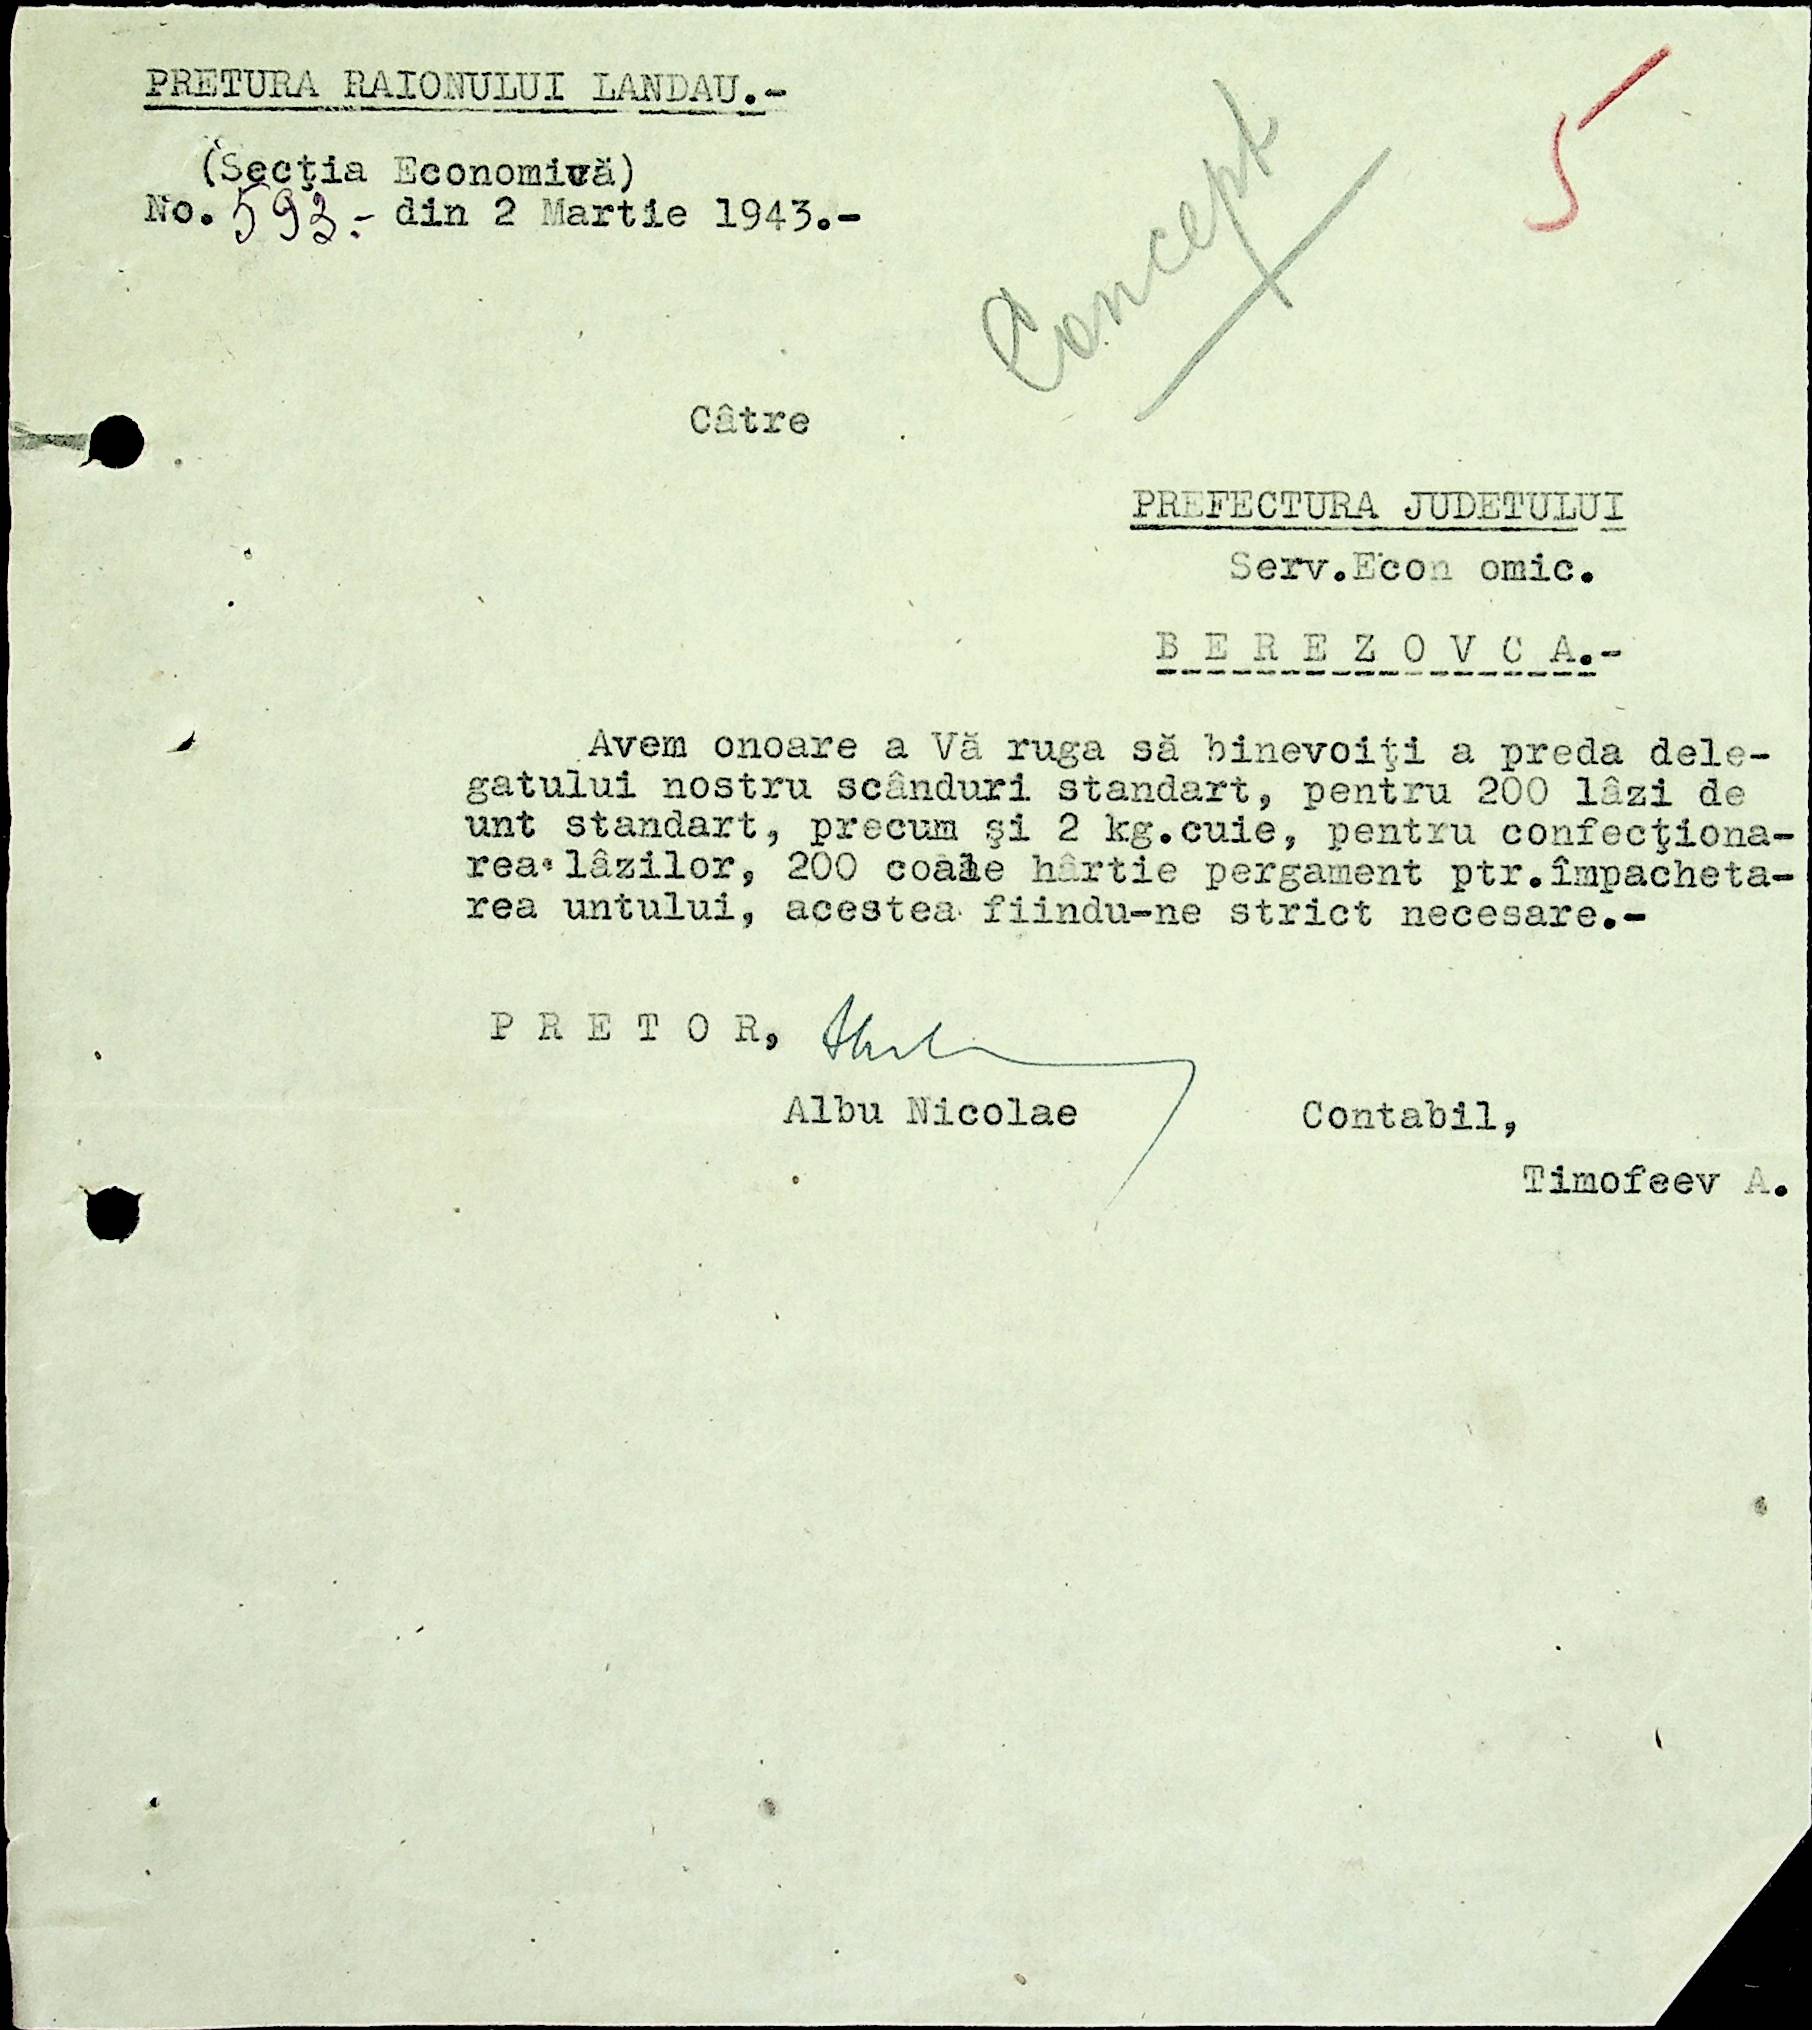 PRETURA RAIONULUI LANDAU.-
Concept
5
(Secţia Economică)
No. 593.- din 2 Martie 1943.-
Câtre
PREFECTURA JUDETULUI
Serv.Econ omic.
B E R E Z O V C A.-
Avem onoare a Vă ruga să binevoiţi a preda dele-
gatului nostru scânduri standart, pentru 200 lâzi de
unt standart, precum şi 2 kg.cuie, pentru confecţiona-
rea lâzilor, 200 coale hârtie pergament ptr.împacheta-
rea untului, acestea fiindu-ne strict necesare.-
P R E T O R,
Albu Nicolae
Contabil,
Timofeev A.